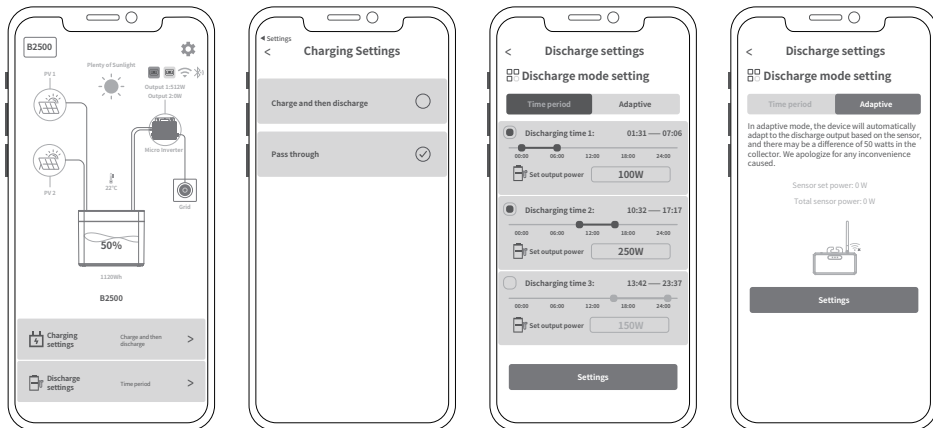 B2500
Plenty of Sunlight
PV 1
Output 1:512W
Output 2:0W
Micro Inverter
PV 2
22°C
Grid
50%
1120Wh
B2500
Charging settings
Charge and then discharge
>
Discharge settings
Time period
>
◀ Settings
< Charging Settings
Charge and then discharge
Pass through
< Discharge settings
Discharge mode setting
Time period Adaptive
Discharging time 1: 01:31 — 07:06
00:00 06:00 12:00 18:00 24:00
Set output power 100W
Discharging time 2: 10:32 — 17:17
00:00 06:00 12:00 18:00 24:00
Set output power 250W
Discharging time 3: 13:42 — 23:37
00:00 06:00 12:00 18:00 24:00
Set output power 150W
Settings
< Discharge settings
Discharge mode setting
Time period Adaptive
In adaptive mode, the device will automatically
adapt to the discharge output based on the sensor,
and there may be a difference of 50 watts in the
collector. We apologize for any inconvenience
caused.
Sensor set power: 0 W
Total sensor power: 0 W
Settings